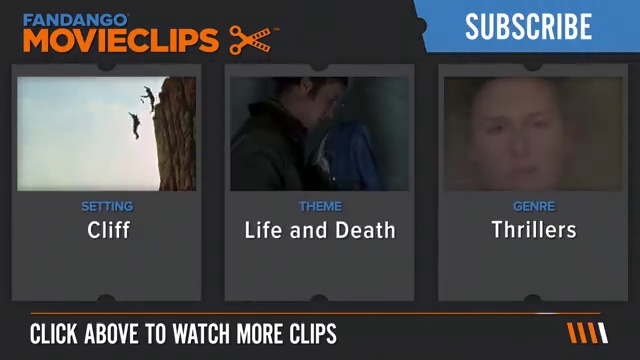 FANDANGO
MOVIECLIPS
SUBSCRIBE
SETTING
Cliff
THEME
Life and Death
GENRE
Thrillers
CLICK ABOVE TO WATCH MORE CLIPS